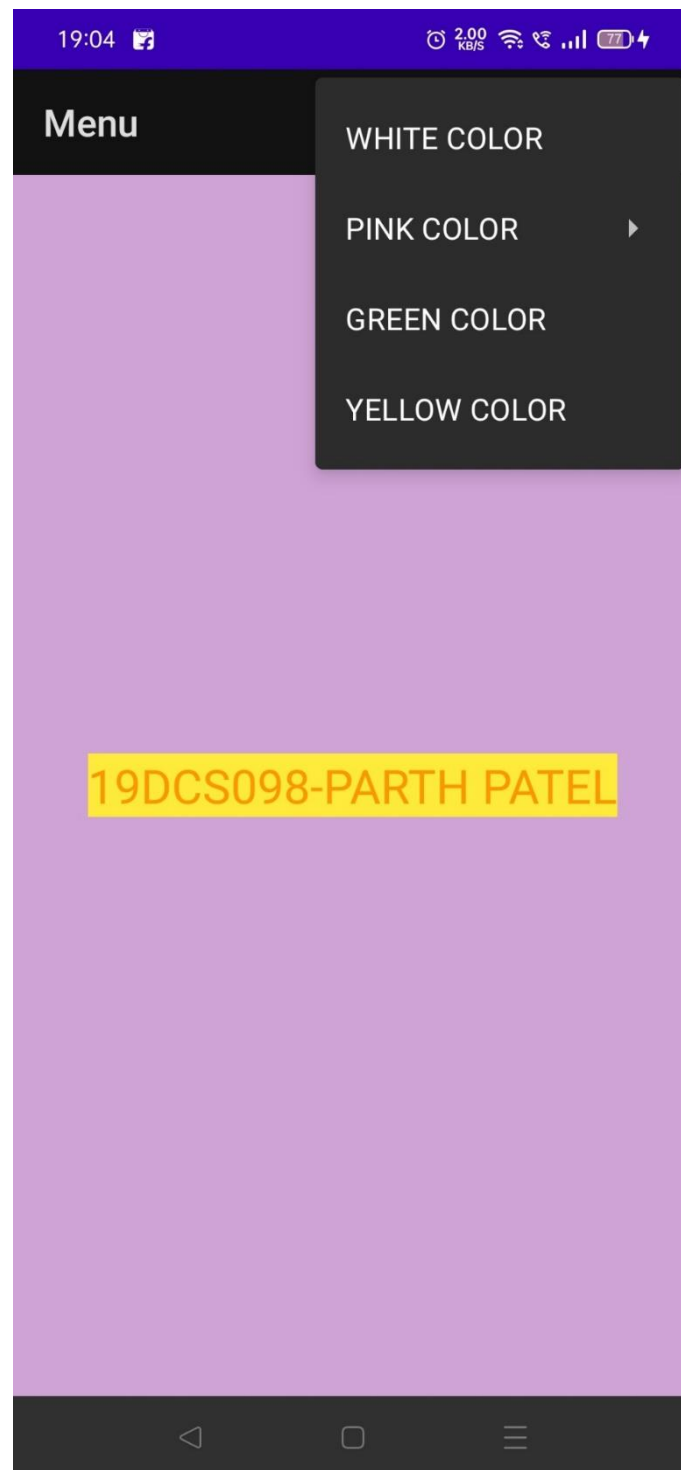 19:04 2.00 KB/S 77
Menu
WHITE COLOR
PINK COLOR
GREEN COLOR
YELLOW COLOR
19DCS098-PARTH PATEL